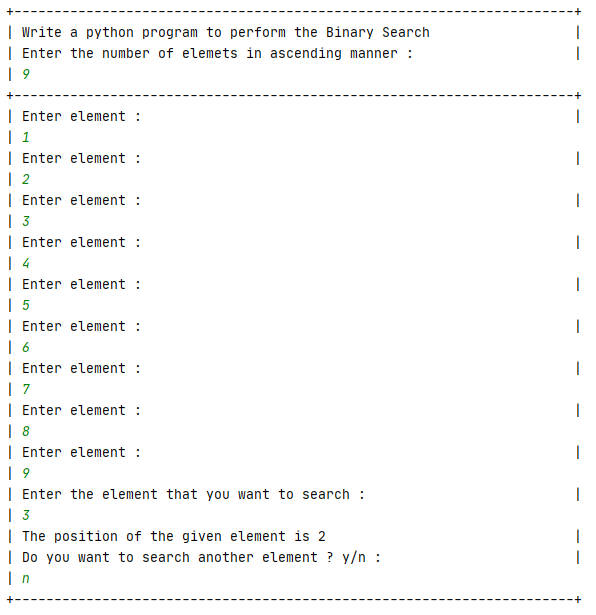 +----------------------------------------------------------------------+
| Write a python program to perform the Binary Search                  |
| Enter the number of elemets in ascending manner :                    |
| 9
+----------------------------------------------------------------------+
| Enter element :                                                      |
| 1
| Enter element :                                                      |
| 2
| Enter element :                                                      |
| 3
| Enter element :                                                      |
| 4
| Enter element :                                                      |
| 5
| Enter element :                                                      |
| 6
| Enter element :                                                      |
| 7
| Enter element :                                                      |
| 8
| Enter element :                                                      |
| 9
| Enter the element that you want to search :                          |
| 3
| The position of the given element is 2                               |
| Do you want to search another element ? y/n :                        |
| n
+----------------------------------------------------------------------+